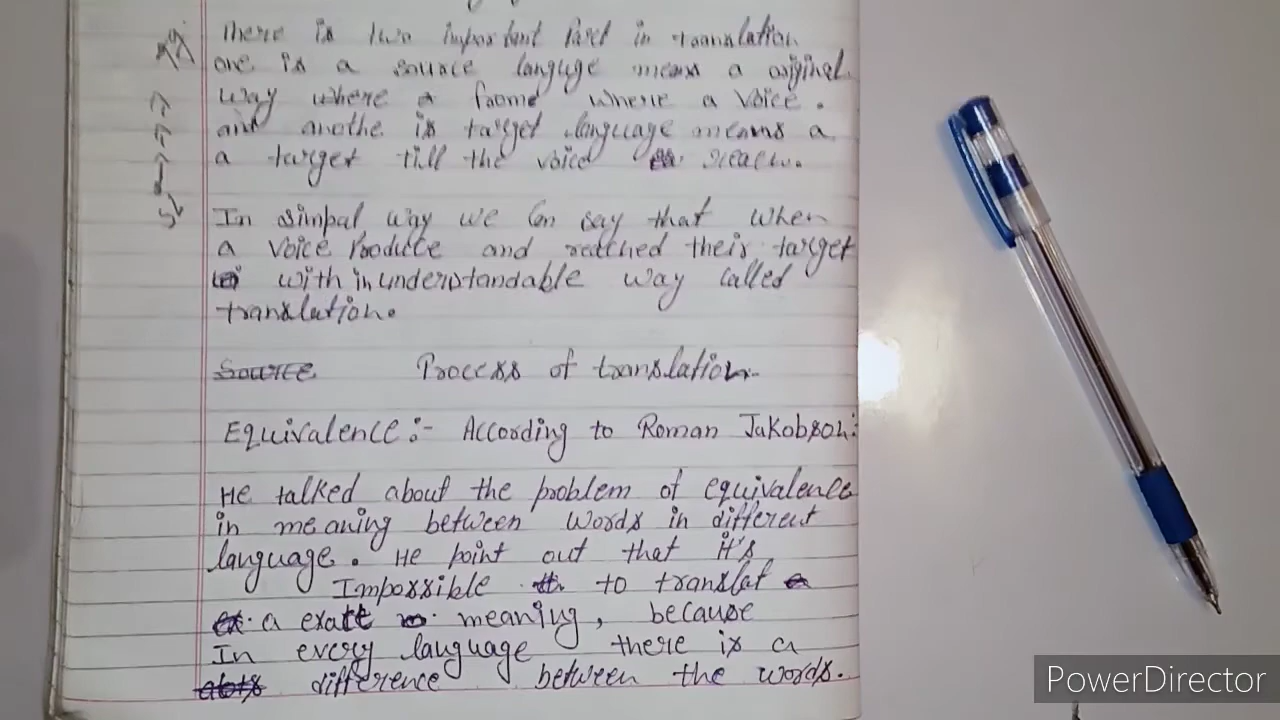 There is two important Part in translation
one is a source languge means a original
way where a frome where a voice.
and anothe is target language means a
a target till the voice reach.
In simpal way we Can say that when
a voice Produce and reached their target
with in understandable way called
translation.
Source Process of translation.
Equivalence:- According to Roman Jakobson:
He talked about the problem of equivalence
in meaning between words in different
language. He point out that it's
Impossible to translat
a exact meaning, because
In every language there is a
difference between the words.
PowerDirector